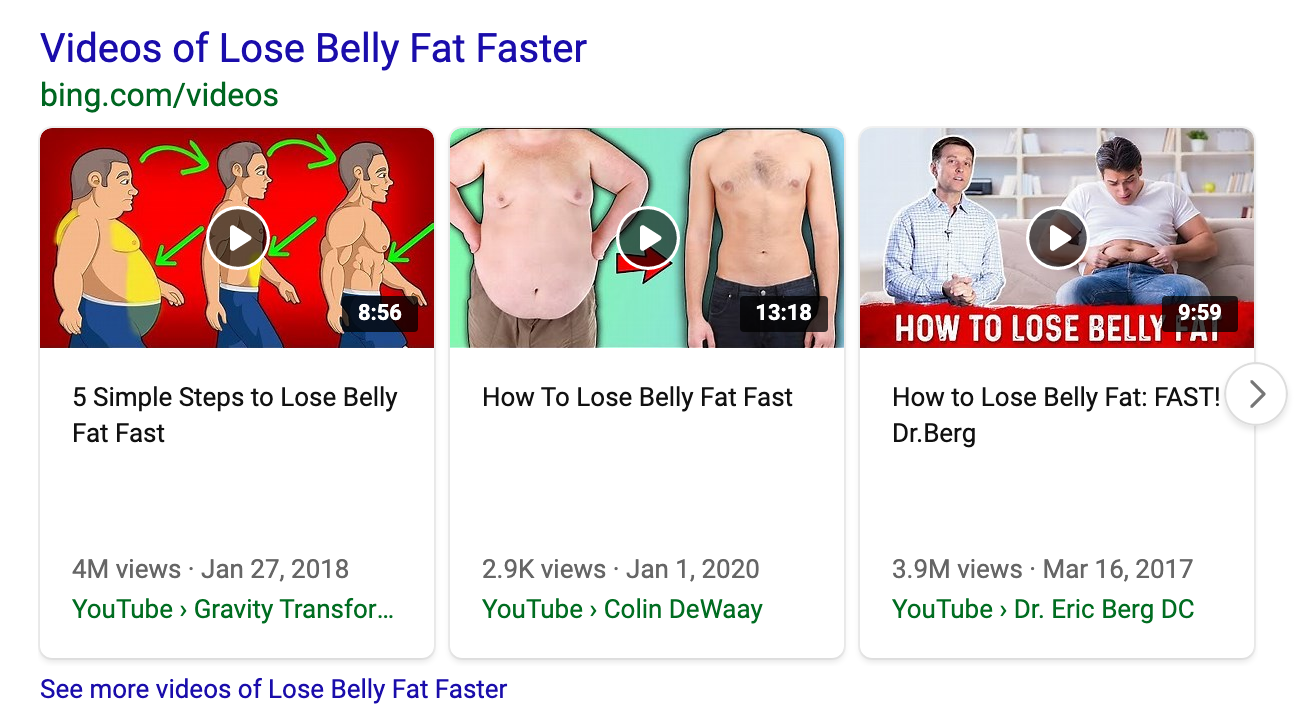 Videos of Lose Belly Fat Faster
bing.com/videos
8:56
13:18
HOW TO LOSE BELLY FAT
9:59
5 Simple Steps to Lose Belly
Fat Fast
How To Lose Belly Fat Fast
How to Lose Belly Fat: FAST!
Dr.Berg
4M views · Jan 27, 2018
2.9K views · Jan 1, 2020
3.9M views · Mar 16, 2017
YouTube › Gravity Transfor...
YouTube › Colin DeWaay
YouTube › Dr. Eric Berg DC
See more videos of Lose Belly Fat Faster